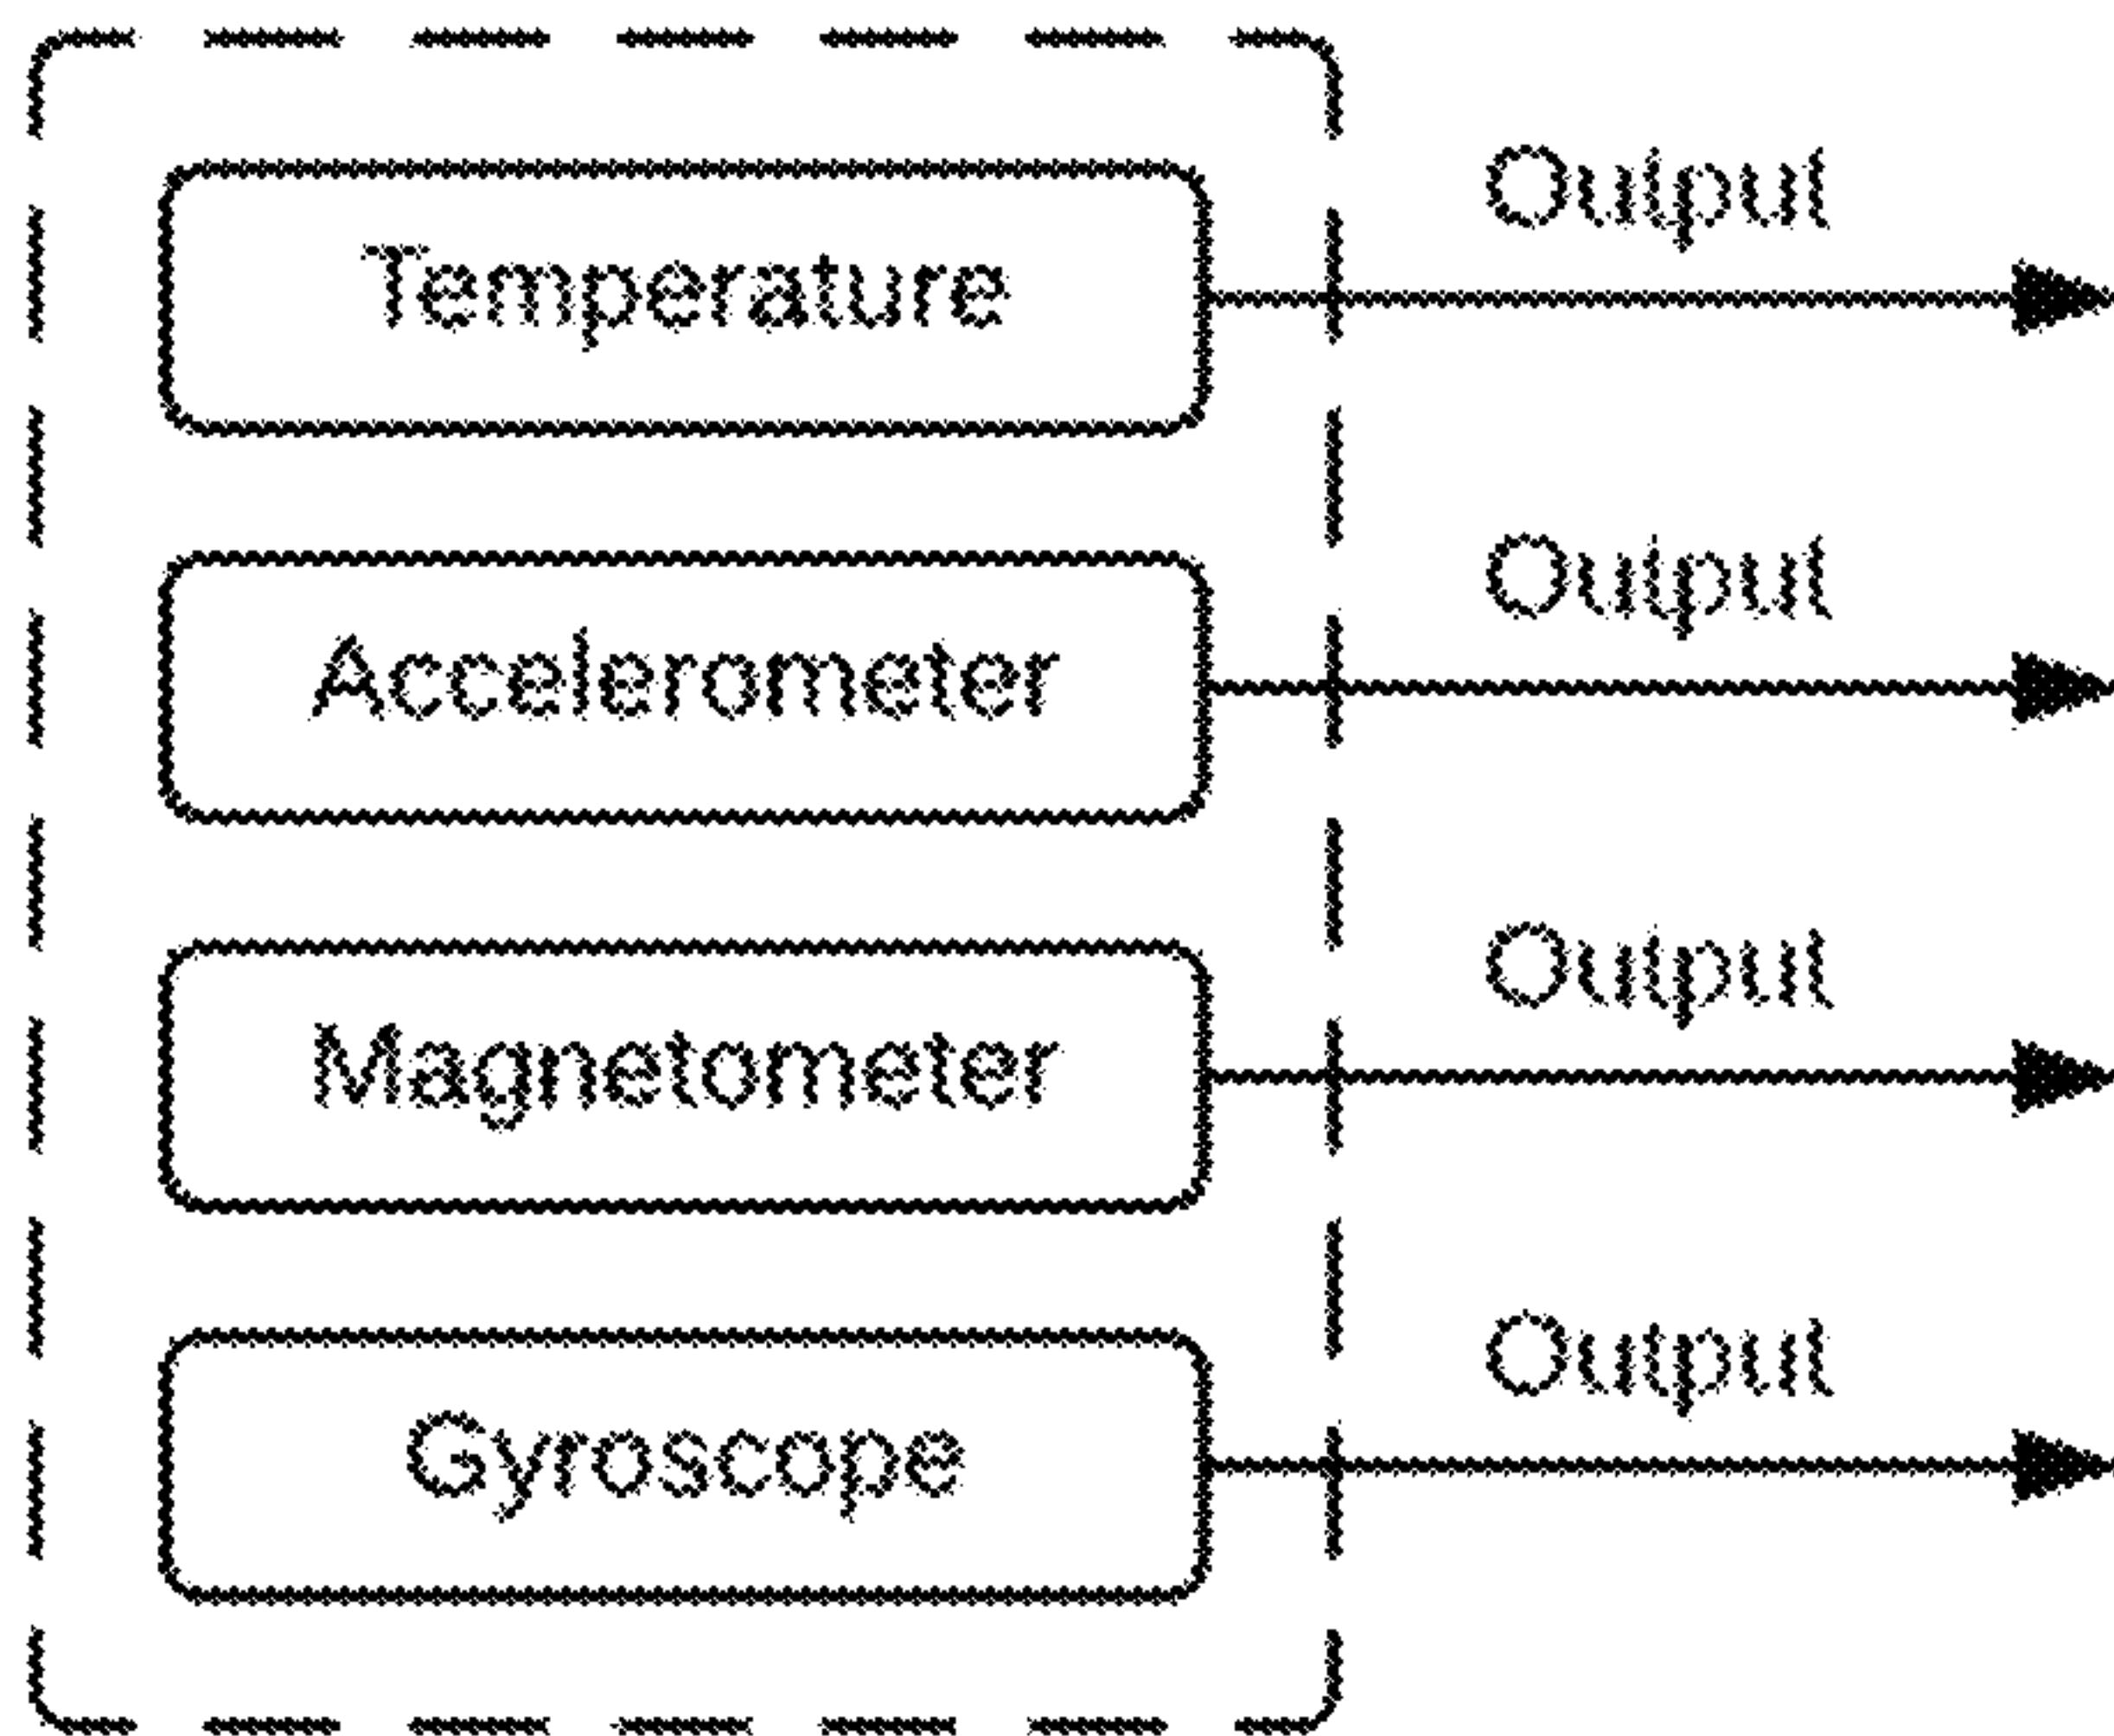 Temperature
Output
Accelerometer
Output
Magnetometer
Output
Gyroscope
Output